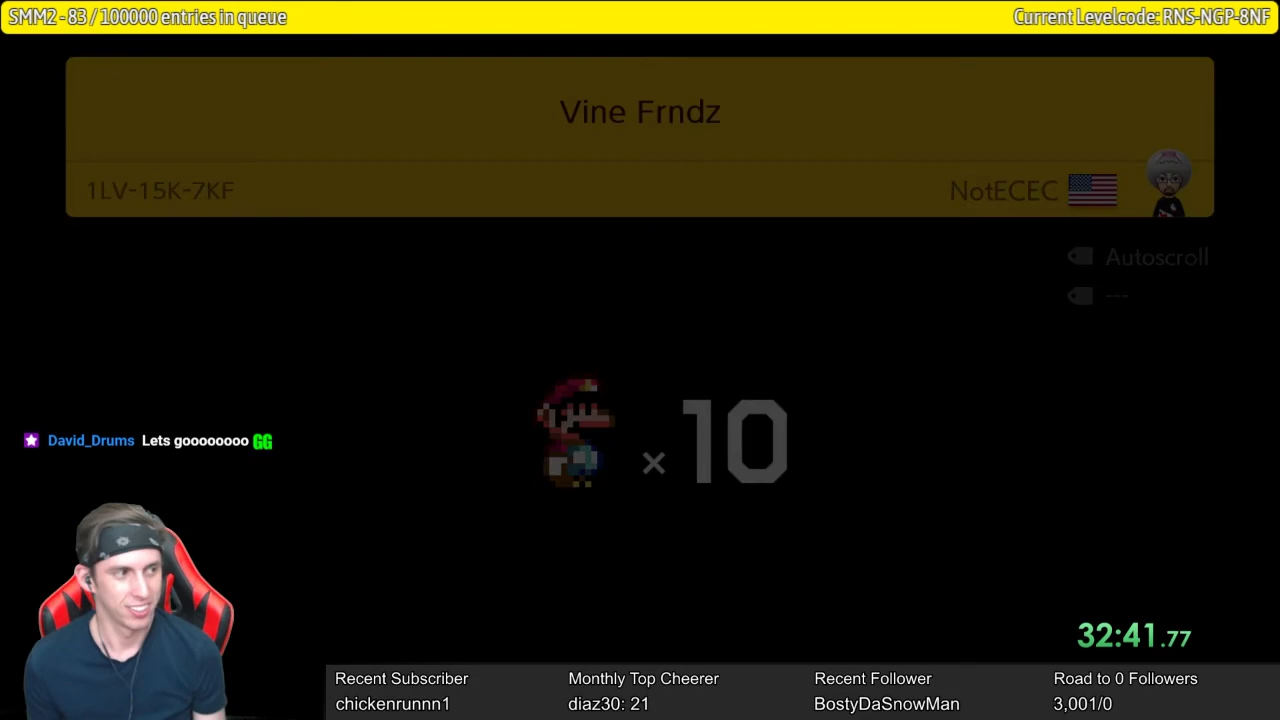 SMM2 - 83 / 100000 entries in queue
Current Levelcode: RNS-NGP-8NF
Vine Frndz
1LV-15K-7KF
NotECEC
Autoscroll
---
× 10
David_Drums Lets goooooooo GG
32:41.77
Recent Subscriber
chickenrunnn1
Monthly Top Cheerer
diaz30: 21
Recent Follower
BostyDaSnowMan
Road to 0 Followers
3,001/0